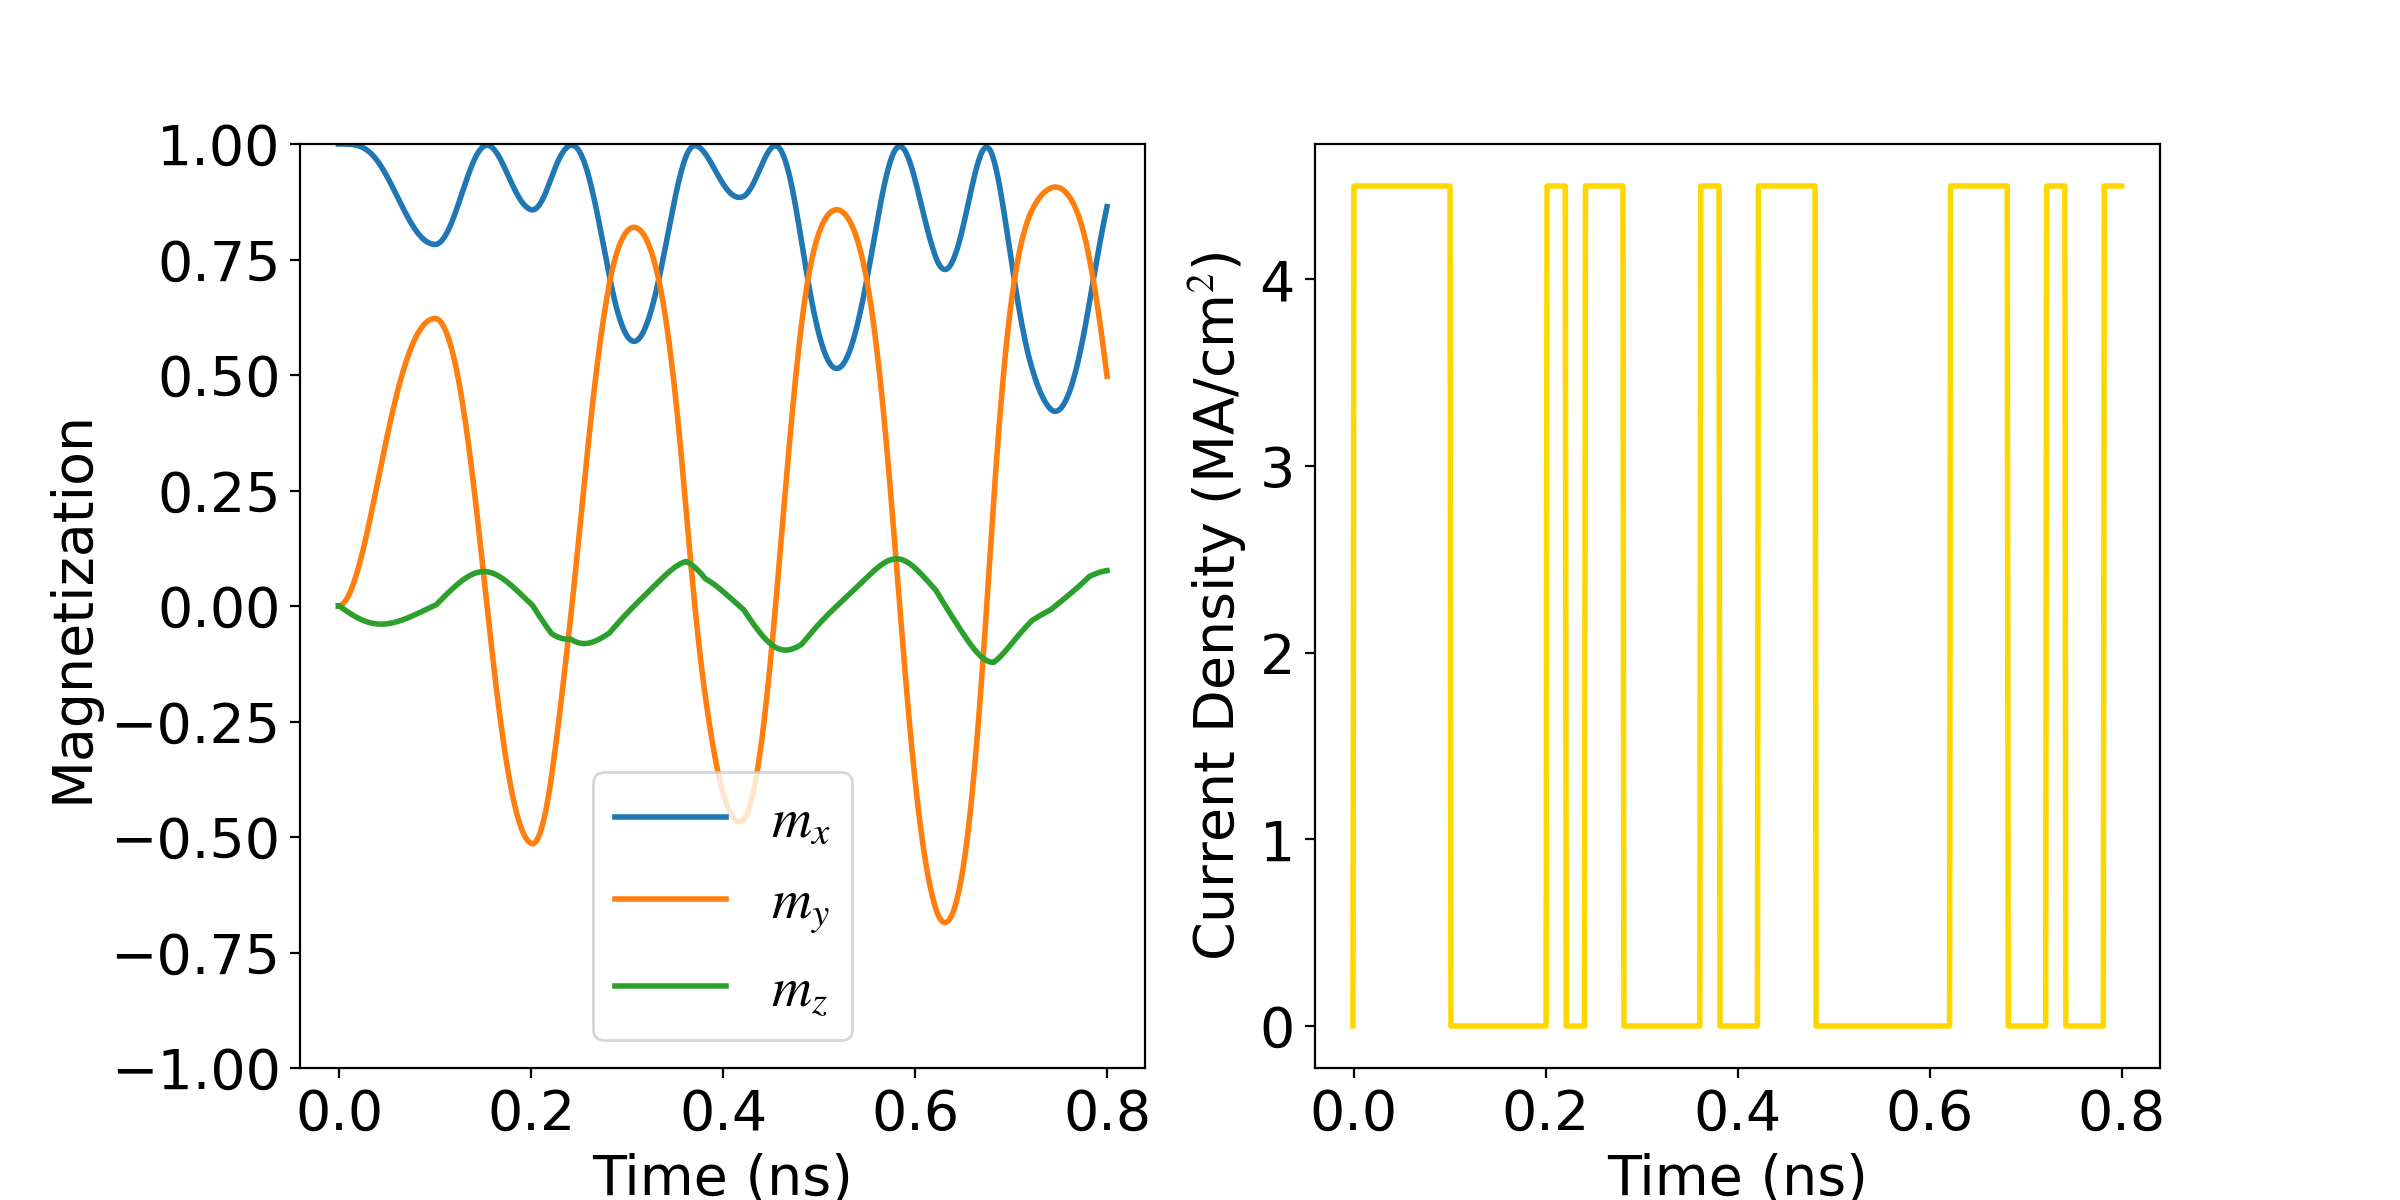 Magnetization
1.00
0.75
0.50
0.25
0.00
−0.25
−0.50
−0.75
−1.00
0.0 0.2 0.4 0.6 0.8
Time (ns)
m_x
m_y
m_z
Current Density (MA/cm²)
4
3
2
1
0
0.0 0.2 0.4 0.6 0.8
Time (ns)